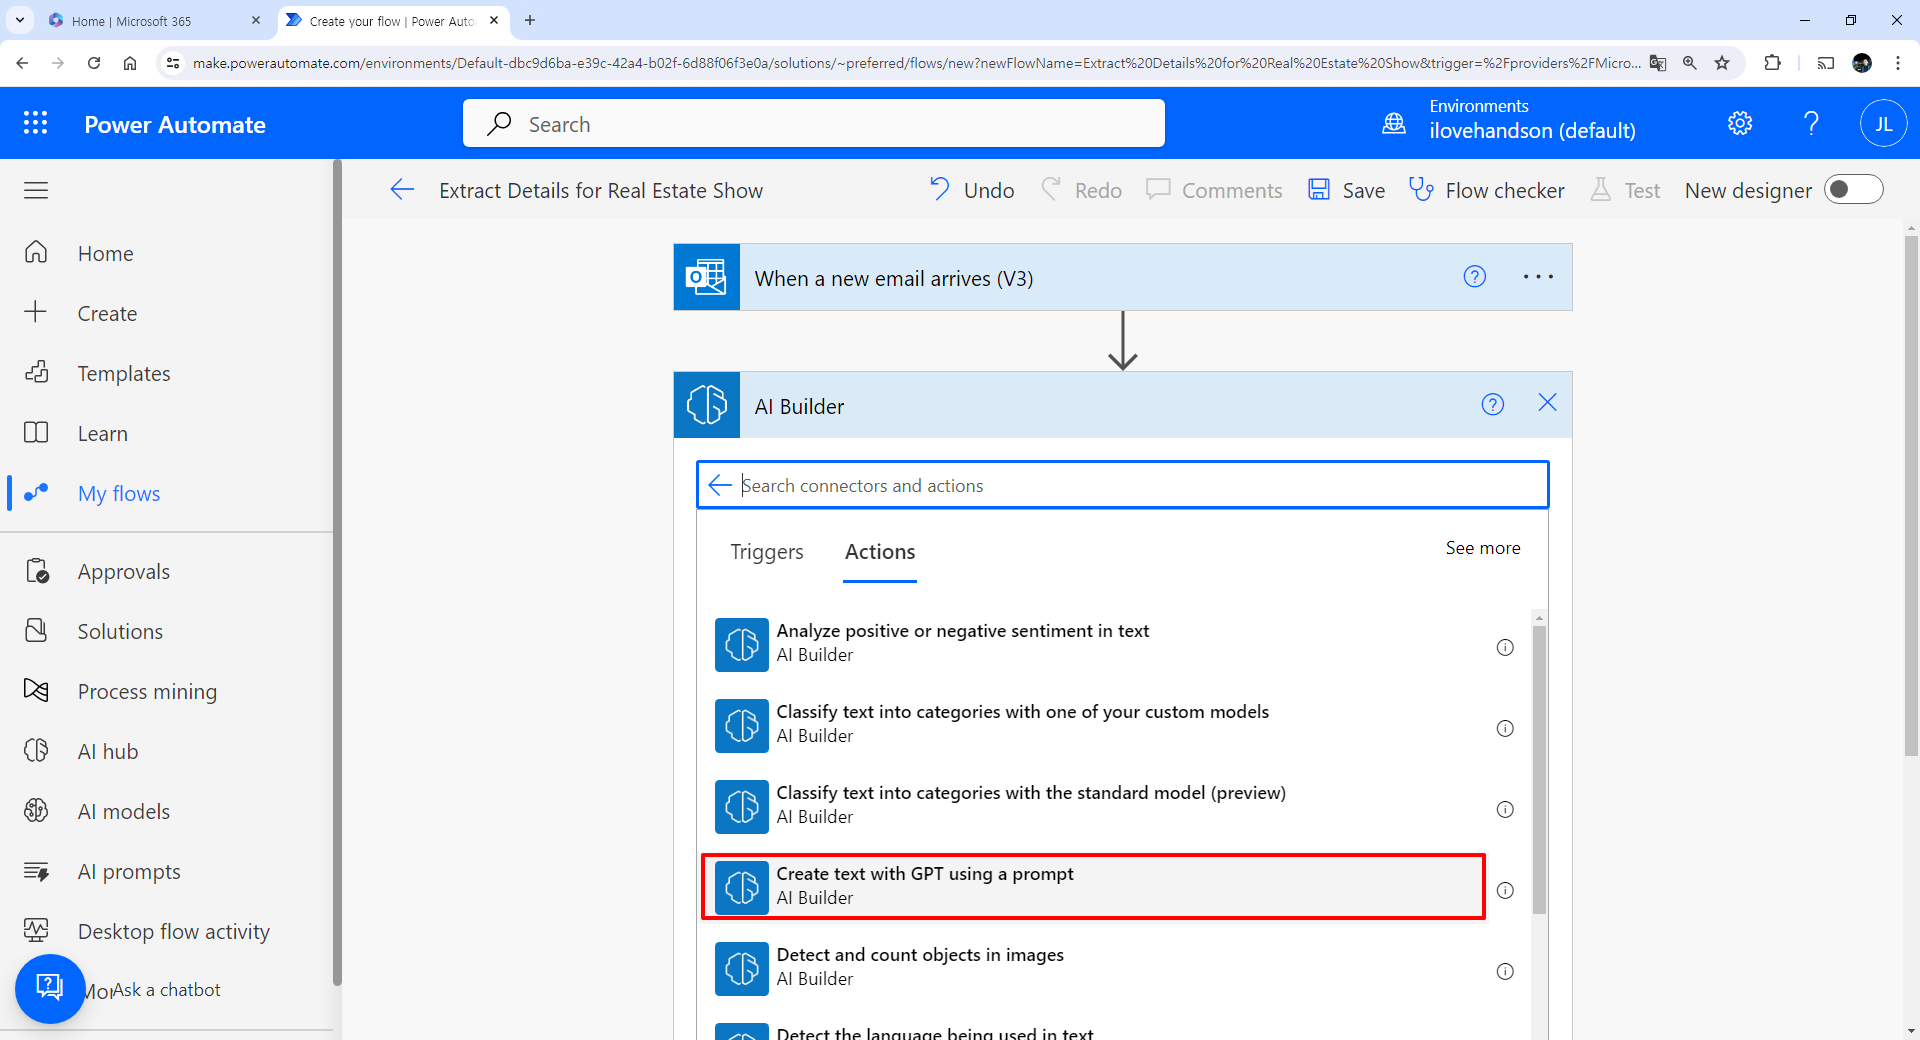 Home | Microsoft 365
Create your flow | Power Auto
make.powerautomate.com/environments/Default-dbc9d6ba-e39c-42a4-b02f-6d88f06f3e0a/solutions/~preferred/flows/new?newFlowName=Extract%20Details%20for%20Real%20Estate%20Show&trigger=%2Fproviders%2FMicro...
Power Automate
Search
Environments
ilovehandson (default)
JL
Extract Details for Real Estate Show
Undo
Redo
Comments
Save
Flow checker
Test
New designer
Home
Create
Templates
Learn
My flows
Approvals
Solutions
Process mining
AI hub
AI models
AI prompts
Desktop flow activity
Mor
Ask a chatbot
When a new email arrives (V3)
AI Builder
Search connectors and actions
Triggers
Actions
See more
Analyze positive or negative sentiment in text
AI Builder
Classify text into categories with one of your custom models
AI Builder
Classify text into categories with the standard model (preview)
AI Builder
Create text with GPT using a prompt
AI Builder
Detect and count objects in images
AI Builder
Detect the language being used in text